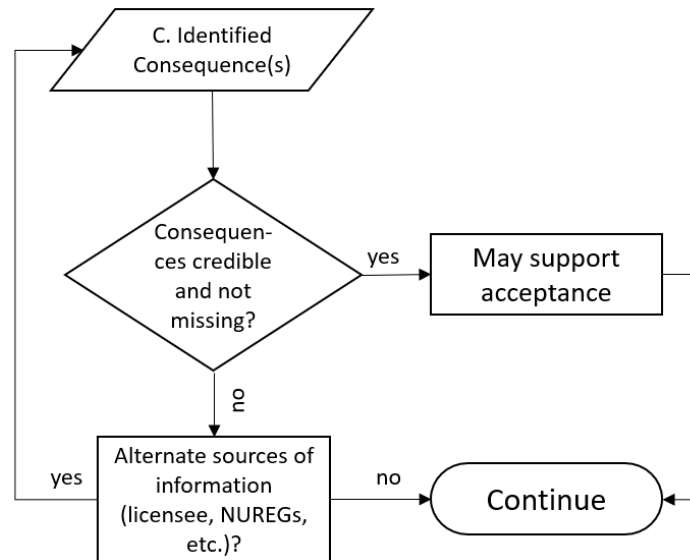 C. Identified
Consequence(s)
Consequen-
ces credible
and not
missing?
yes
May support
acceptance
no
Alternate sources of
information
(licensee, NUREGs,
etc.)?
yes
no
Continue